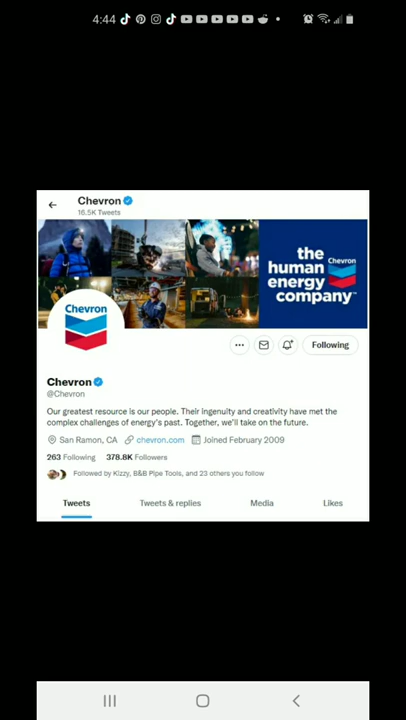 4:44
Chevron
16.5K Tweets
the
human
energy
company™
Chevron
Chevron
Following
Chevron
@Chevron
Our greatest resource is our people. Their ingenuity and creativity have met the
complex challenges of energy's past. Together, we'll take on the future.
San Ramon, CA chevron.com Joined February 2009
263 Following 378.8K Followers
Followed by Kizzy, B&B Pipe Tools, and 23 others you follow
Tweets Tweets & replies Media Likes